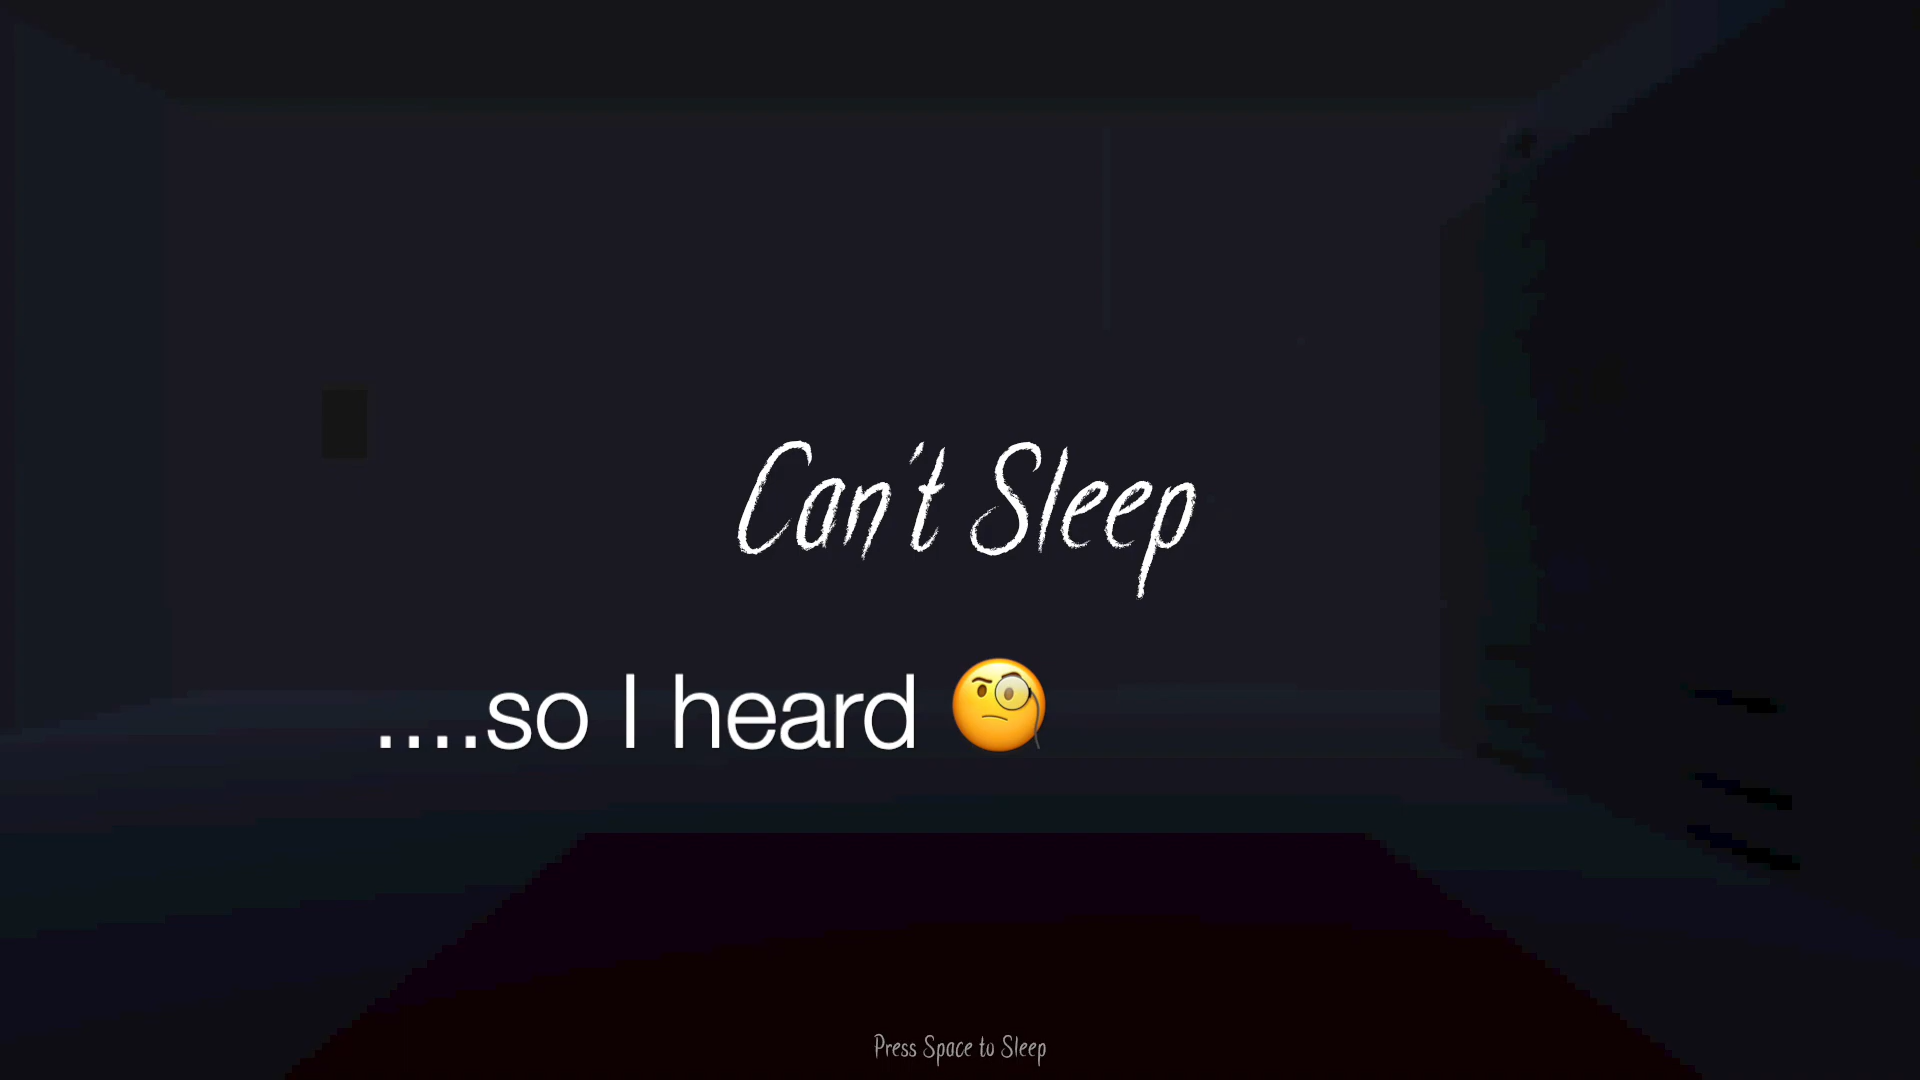 Can't Sleep
....so I heard 🧐
Press Space to Sleep